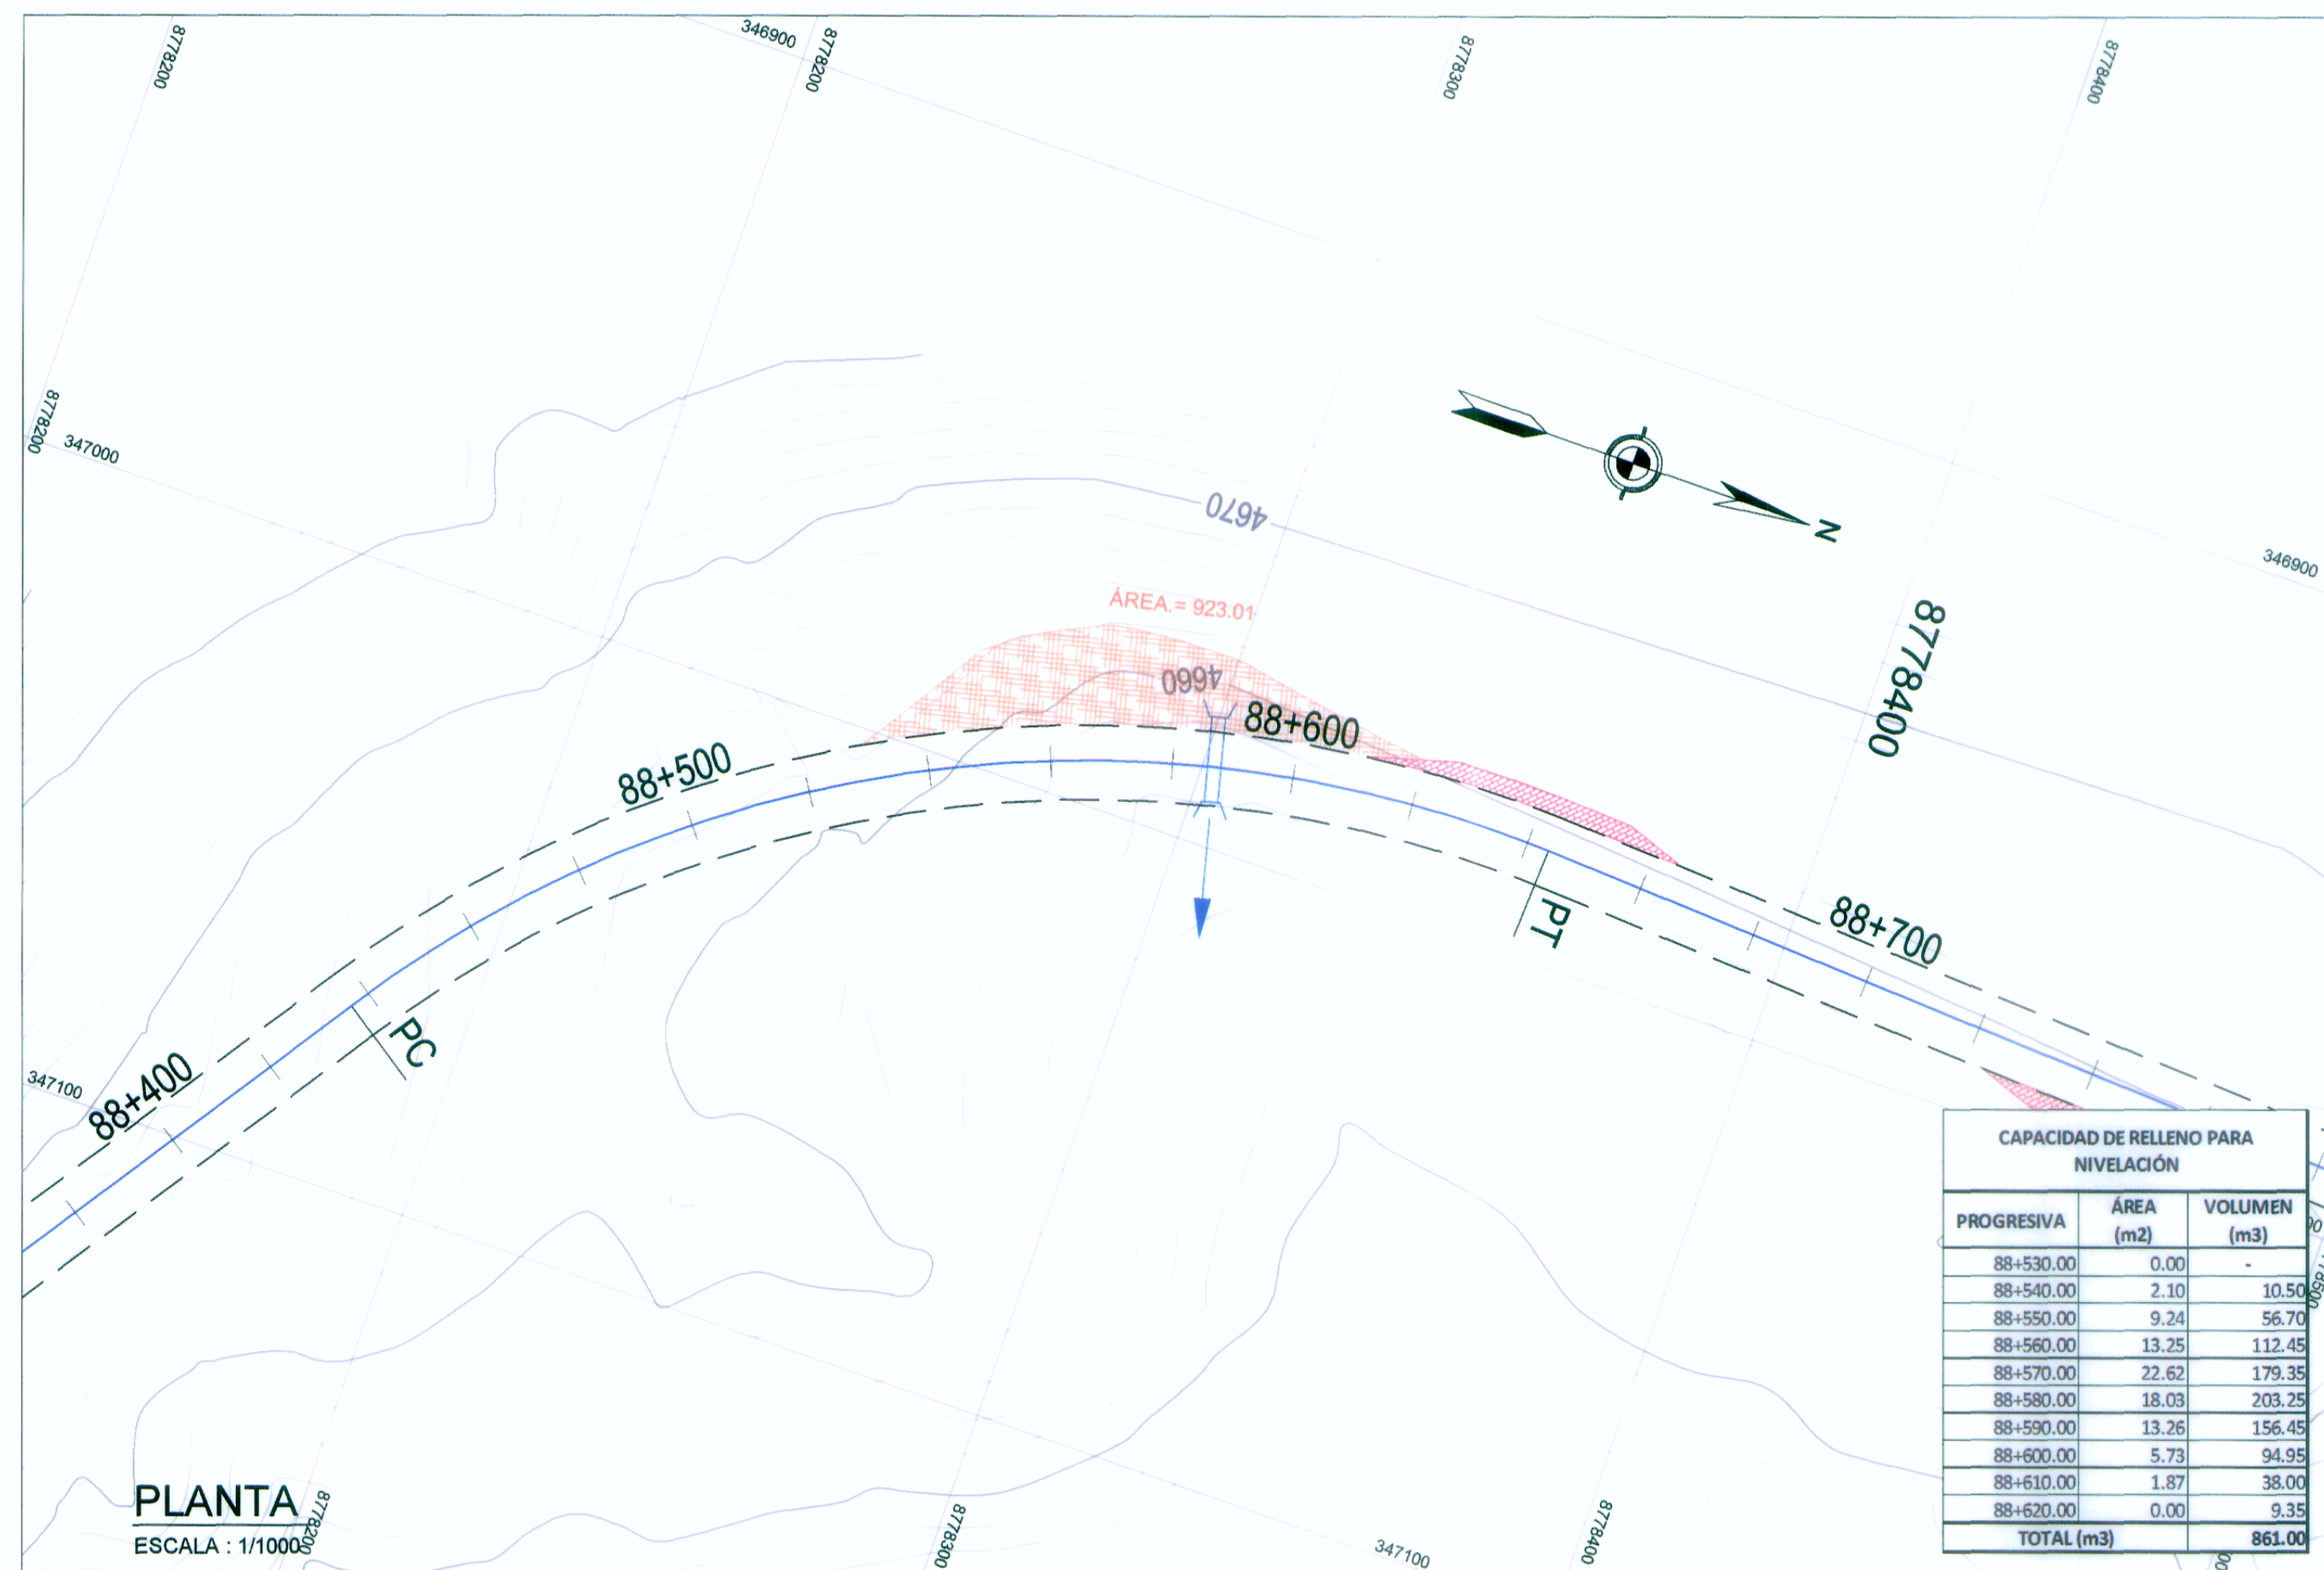 8778200
346900
8778200
8778300
8778400
8778200
347000
4670
N
346900
ÁREA.= 923.01
8778400
4660
88+600
88+500
PT
88+700
PC
88+400
347100
CAPACIDAD DE RELLENO PARA
NIVELACIÓN
PROGRESIVA ÁREA (m2) VOLUMEN (m3)
88+530.00 0.00 -
88+540.00 2.10 10.50
88+550.00 9.24 56.70
88+560.00 13.25 112.45
88+570.00 22.62 179.35
88+580.00 18.03 203.25
88+590.00 13.26 156.45
88+600.00 5.73 94.95
88+610.00 1.87 38.00
88+620.00 0.00 9.35
TOTAL (m3) 861.00
PLANTA
ESCALA : 1/1000
8778200
8778300
347100
8778400